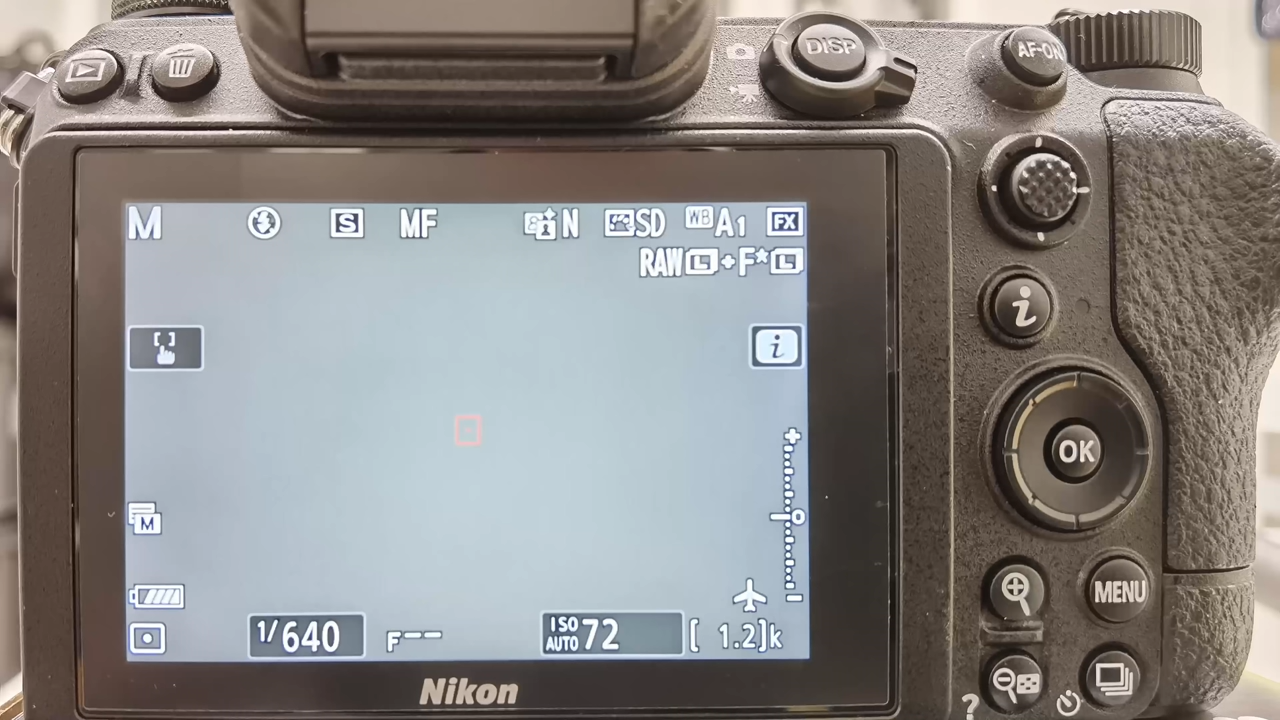 DISP
AF-ON
M S MF N SD WB A1 FX
RAW L + F* L
i
i
M
OK
MENU
1/640 F-- ISO AUTO 72 [ 1.2]k
Nikon
?